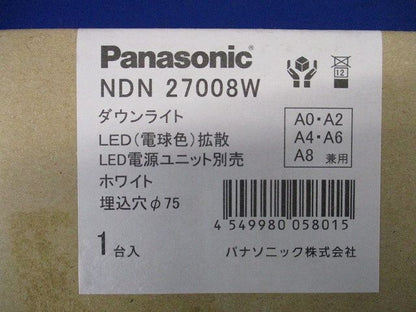 Panasonic®
NDN 27008W
ダウンライト
LED(電球色)拡散
LED電源ユニット別売
ホワイト
埋込穴φ75
1台入
12
A0・A2
A4・A6
A8 兼用
4 549980 058015
パナソニック株式会社